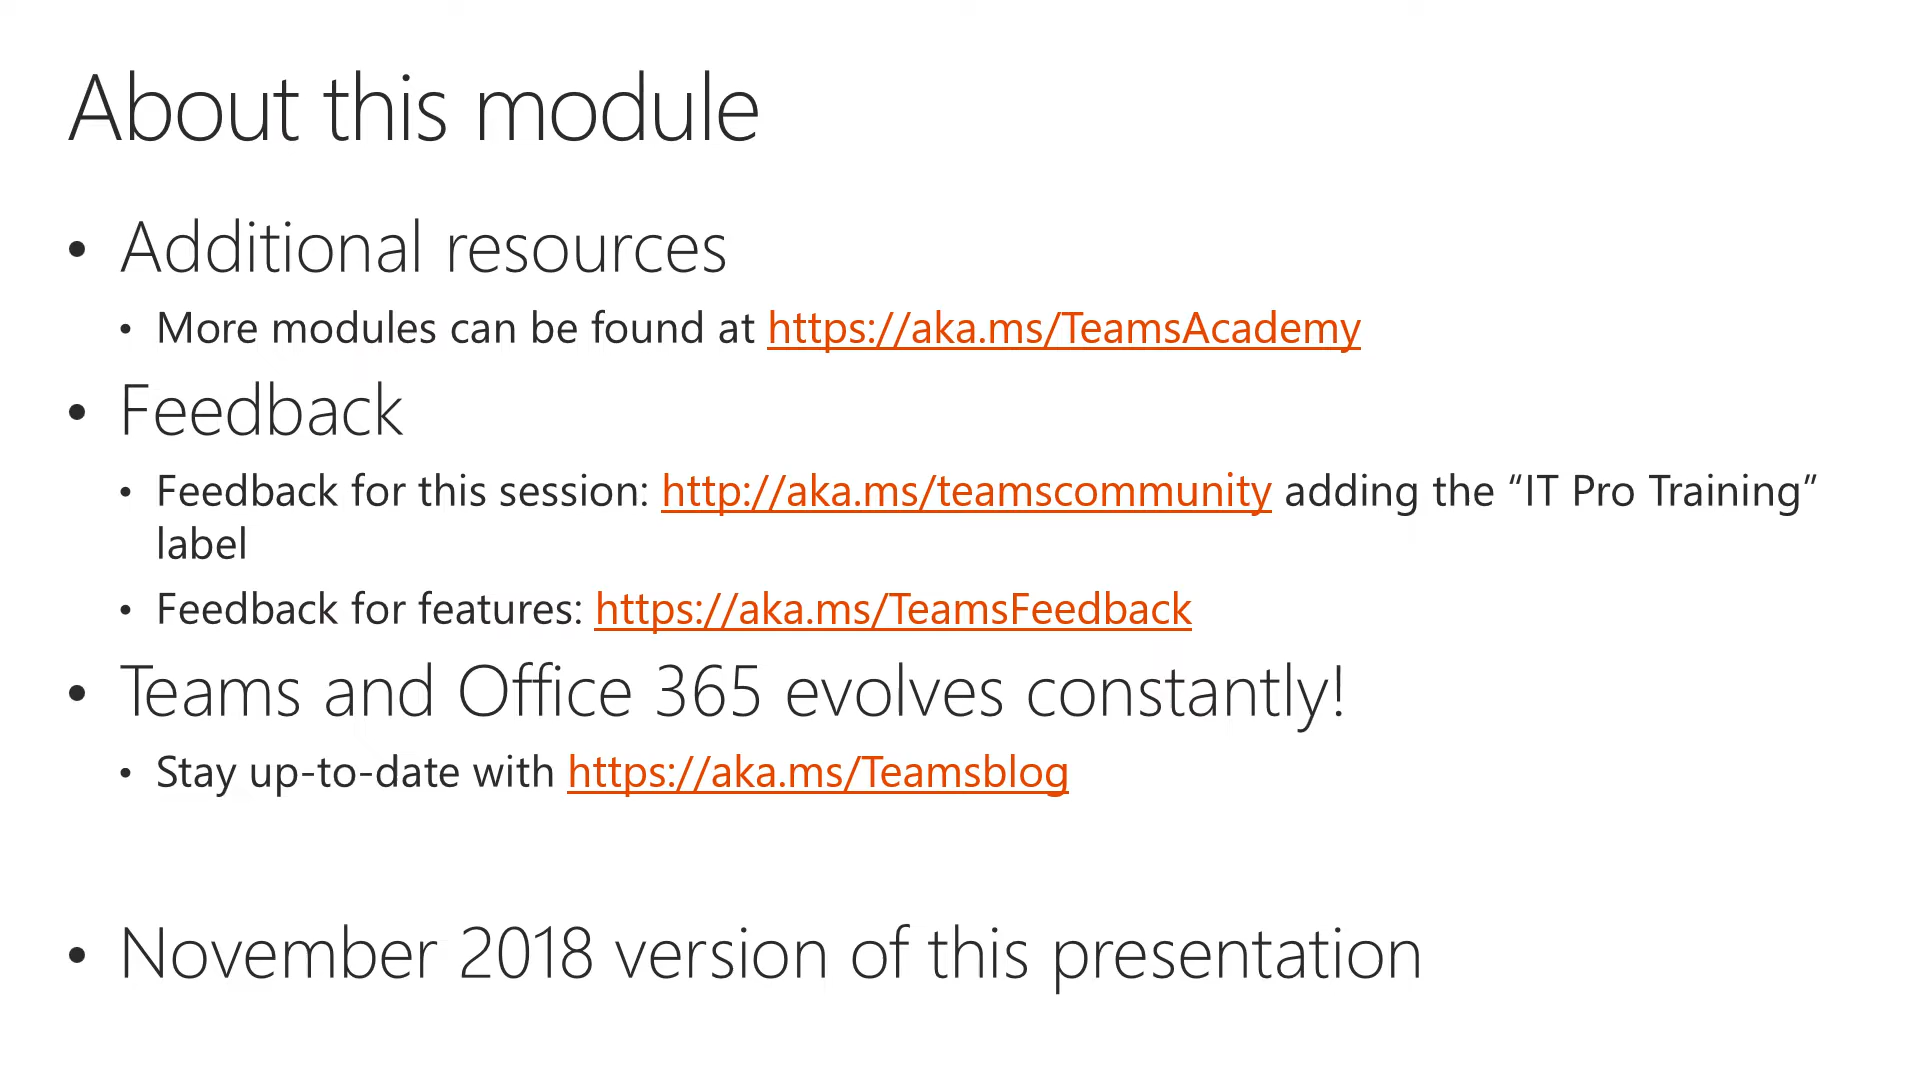 About this module
• Additional resources
• More modules can be found at https://aka.ms/TeamsAcademy
• Feedback
• Feedback for this session: http://aka.ms/teamscommunity adding the “IT Pro Training”
label
• Feedback for features: https://aka.ms/TeamsFeedback
• Teams and Office 365 evolves constantly!
• Stay up-to-date with https://aka.ms/Teamsblog
• November 2018 version of this presentation